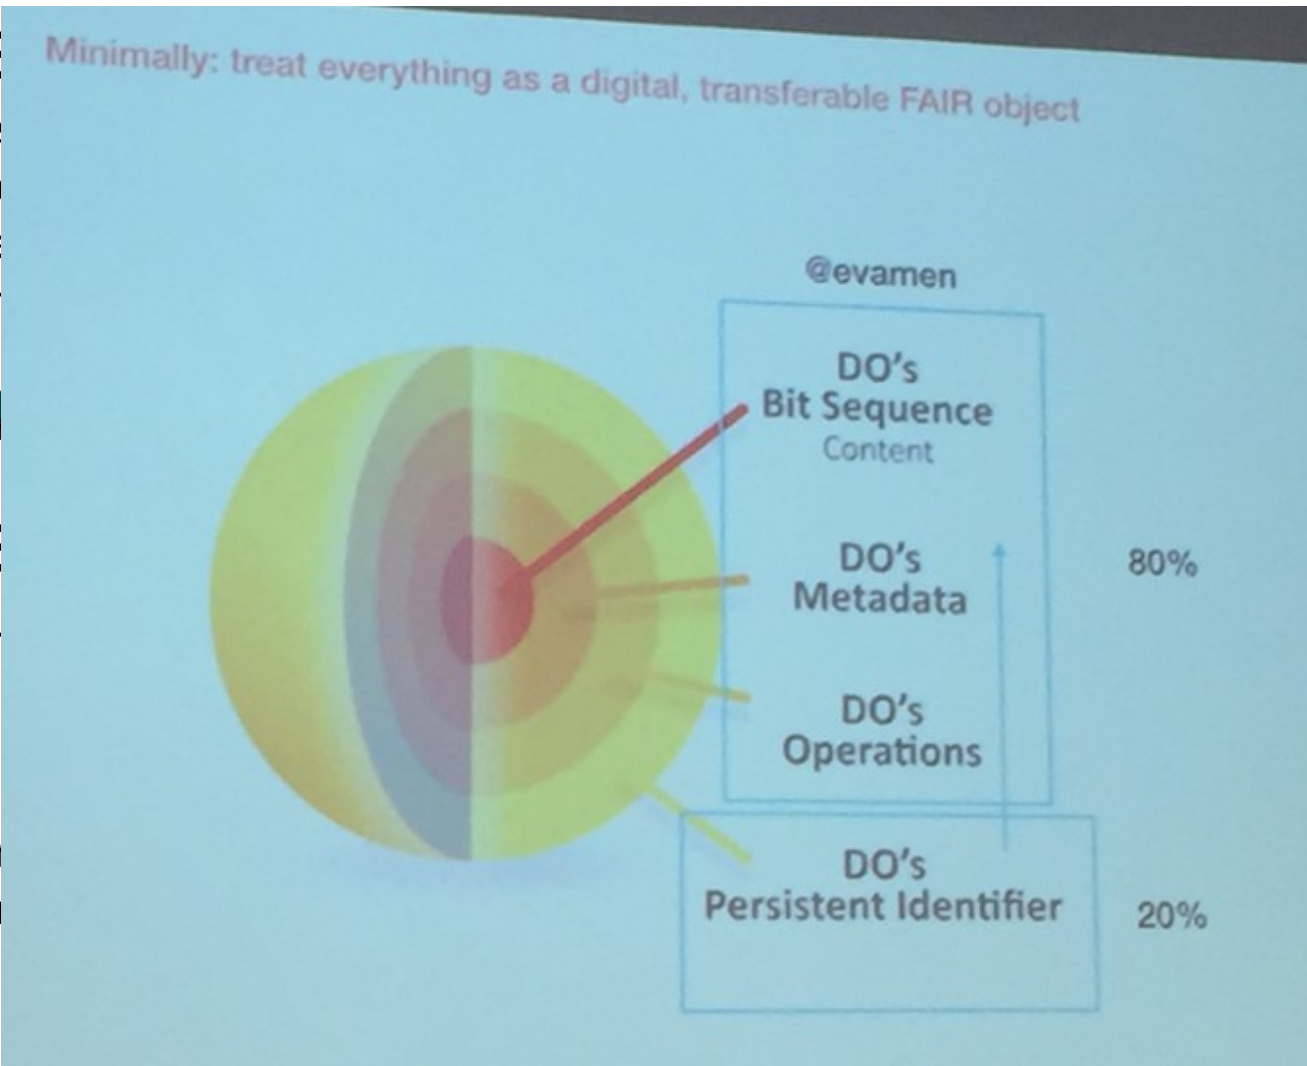 Minimally: treat everything as a digital, transferable FAIR object
@evamen
DO's
Bit Sequence
Content
DO's
Metadata
80%
DO's
Operations
DO's
Persistent Identifier
20%